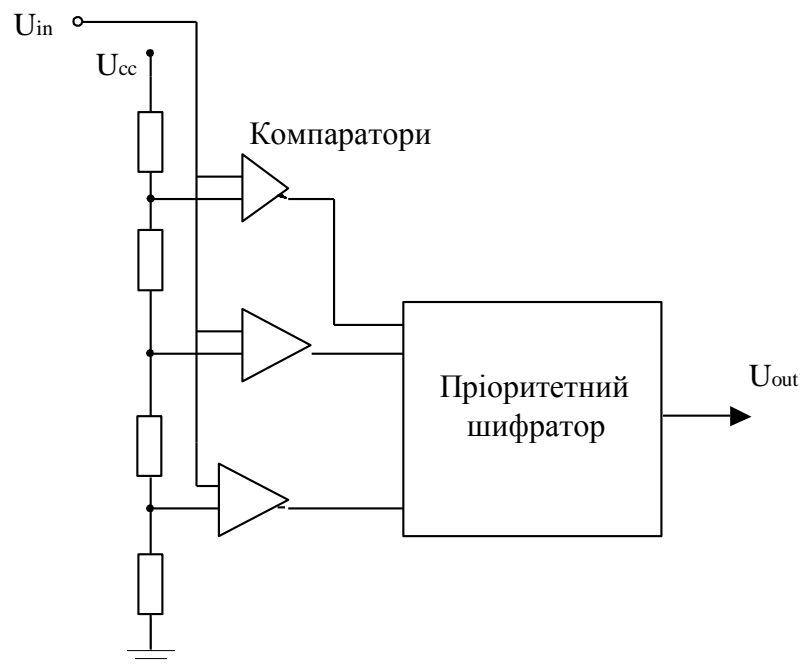 Uin
Ucc
Компаратори
Пріоритетний
шифратор
Uout